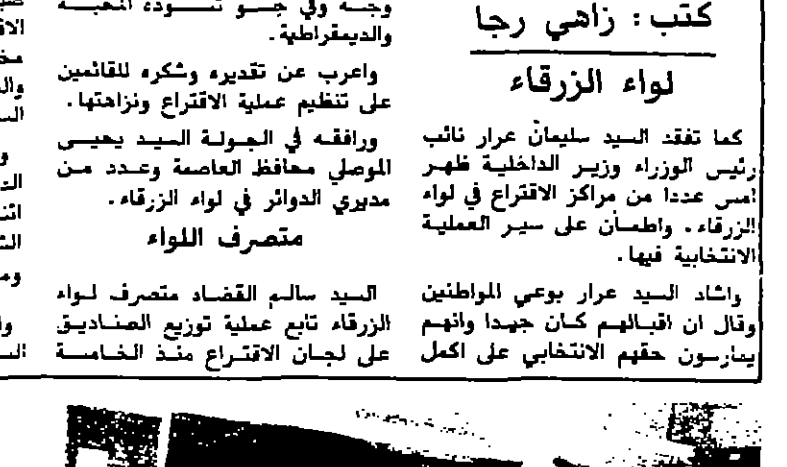 كتب : زاهي رجا
لواء الزرقاء
كما تفقد السيد سليمان عرار نائب
رئيس الوزراء وزير الداخلية ظهر
امس عددا من مراكز الاقتراع في لواء
الزرقاء . واطمأن على سير العملية
الانتخابية فيها .
واشاد السيد عرار بوعي المواطنين
وقال ان اقبالهم كان جيدا وانهم
يمارسون حقهم الانتخابي على اكمل
وجه وفي جو تسوده المحبة
والديمقراطية .
واعرب عن تقديره وشكره للقائمين
على تنظيم عملية الاقتراع ونزاهتها .
ورافقه في الجولة السيد يحيى
الموصلي محافظ العاصمة وعدد من
مديري الدوائر في لواء الزرقاء .
متصرف اللواء
السيد سالم القضاد متصرف لواء
الزرقاء تابع عملية توزيع الصناديق
على لجان الاقتراع منذ الخامسة